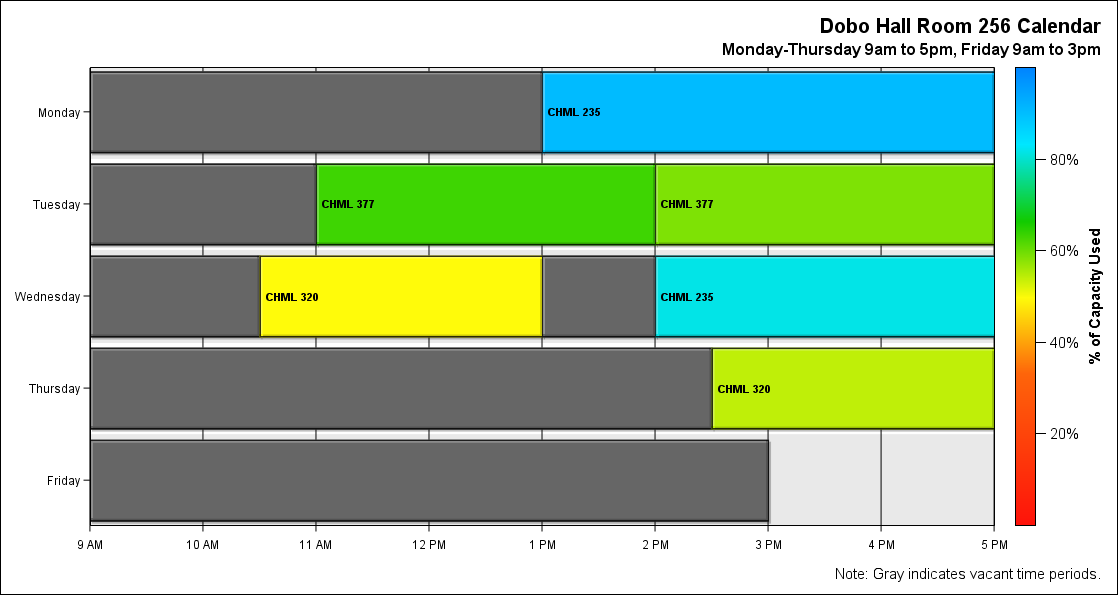 Dobo Hall Room 256 Calendar
Monday-Thursday 9am to 5pm, Friday 9am to 3pm
Monday
CHML 235
Tuesday
CHML 377
CHML 377
Wednesday
CHML 320
CHML 235
Thursday
CHML 320
Friday
9 AM
10 AM
11 AM
12 PM
1 PM
2 PM
3 PM
4 PM
5 PM
80%
60%
40%
20%
% of Capacity Used
Note: Gray indicates vacant time periods.